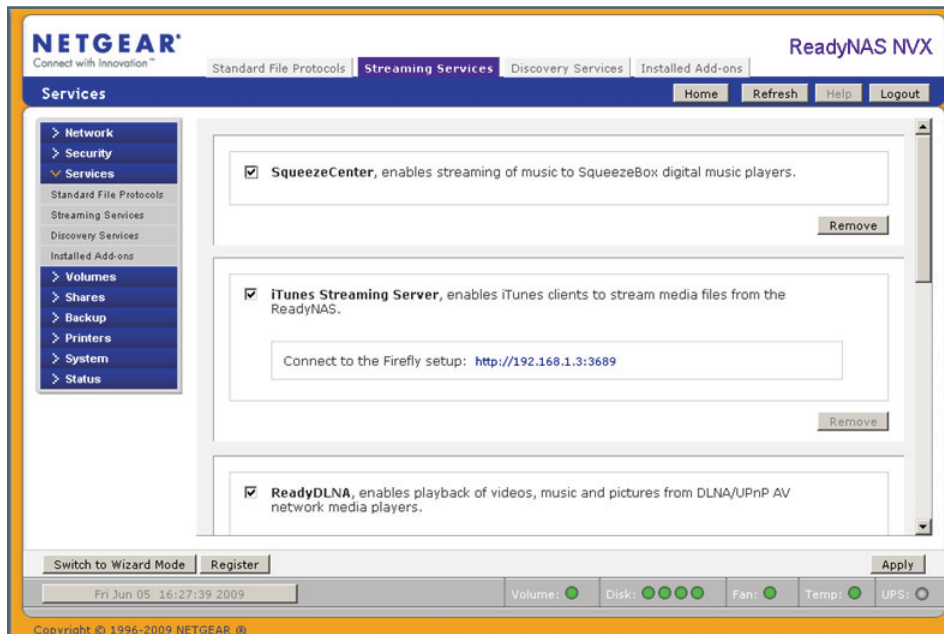 NETGEAR®
Connect with Innovation™
ReadyNAS NVX
Standard File Protocols
Streaming Services
Discovery Services
Installed Add-ons
Services
Home
Refresh
Help
Logout
> Network
> Security
Services
Standard File Protocols
Streaming Services
Discovery Services
Installed Add-ons
> Volumes
> Shares
> Backup
> Printers
> System
> Status
SqueezeCenter, enables streaming of music to SqueezeBox digital music players.
Remove
iTunes Streaming Server, enables iTunes clients to stream media files from the
ReadyNAS.
Connect to the Firefly setup: http://192.168.1.3:3689
Remove
ReadyDLNA, enables playback of videos, music and pictures from DLNA/UPnP AV
network media players.
Switch to Wizard Mode
Register
Apply
Fri Jun 05 16:27:39 2009
Volume:
Disk:
Fan:
Temp:
UPS:
Copyright © 1996-2009 NETGEAR ®